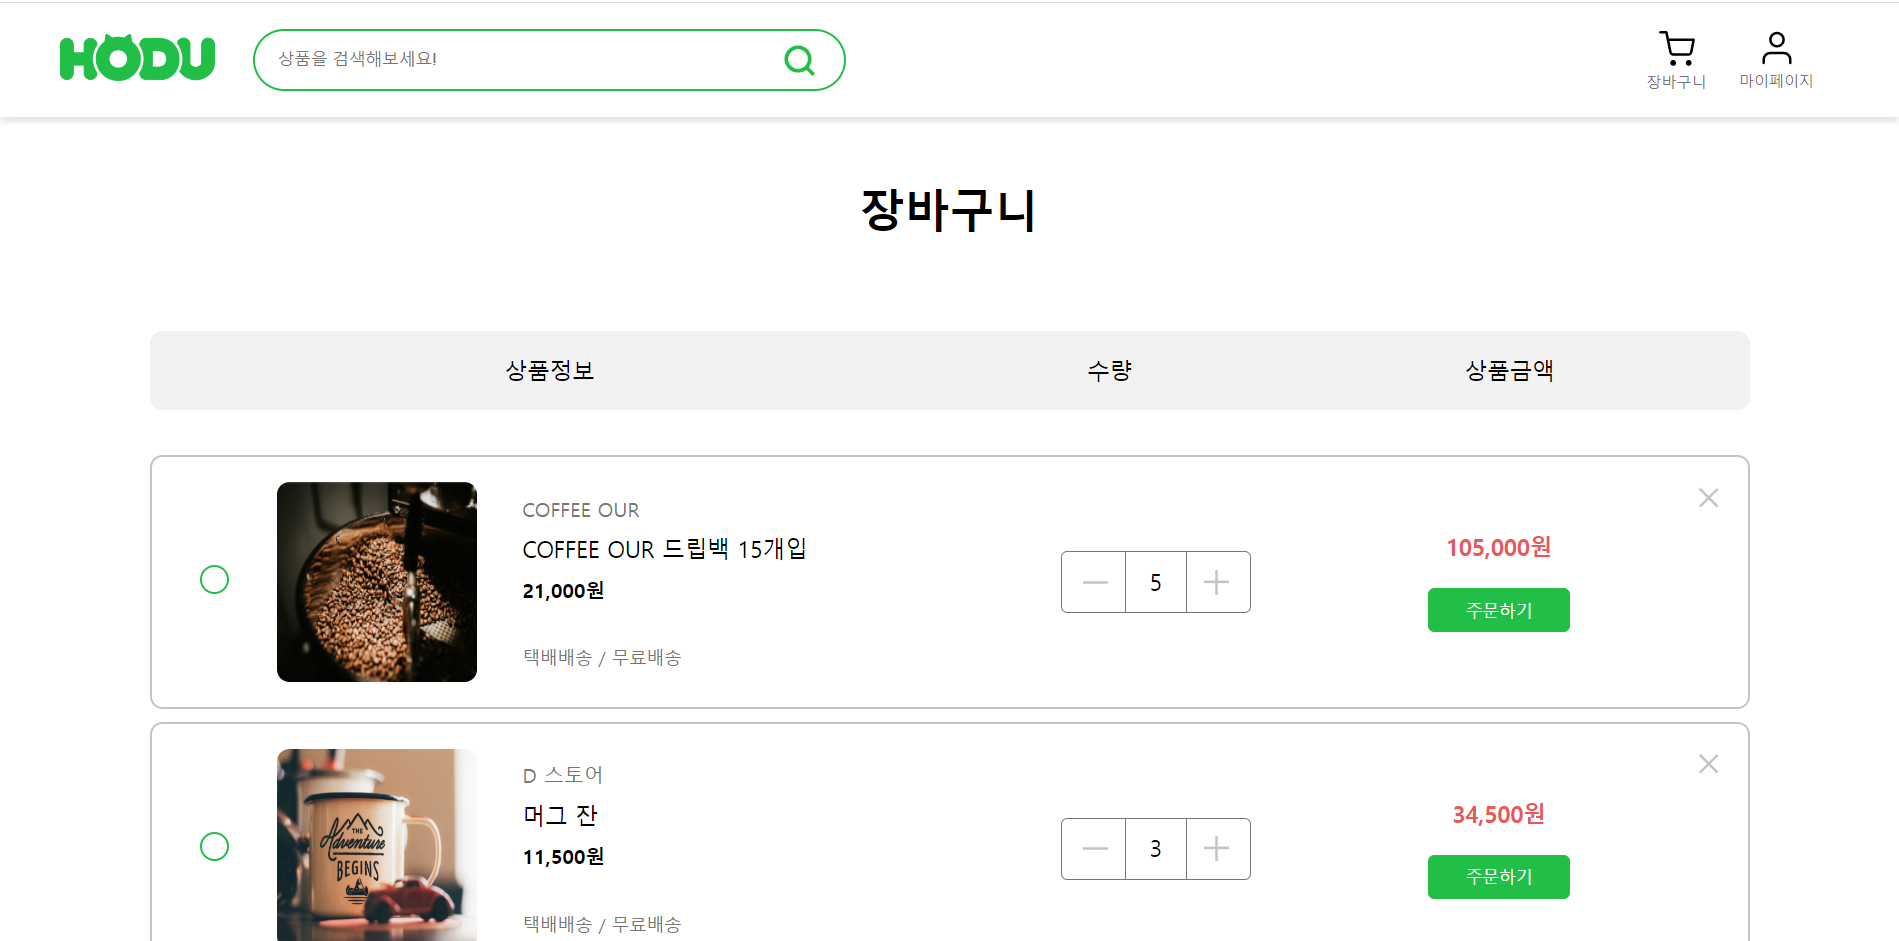 HODU
상품을 검색해보세요!
장바구니
마이페이지
장바구니
상품정보
수량
상품금액
COFFEE OUR
COFFEE OUR 드립백 15개입
21,000원
택배배송 / 무료배송
5
105,000원
주문하기
THE
Adventure
BEGINS
D 스토어
머그 잔
11,500원
택배배송 / 무료배송
3
34,500원
주문하기